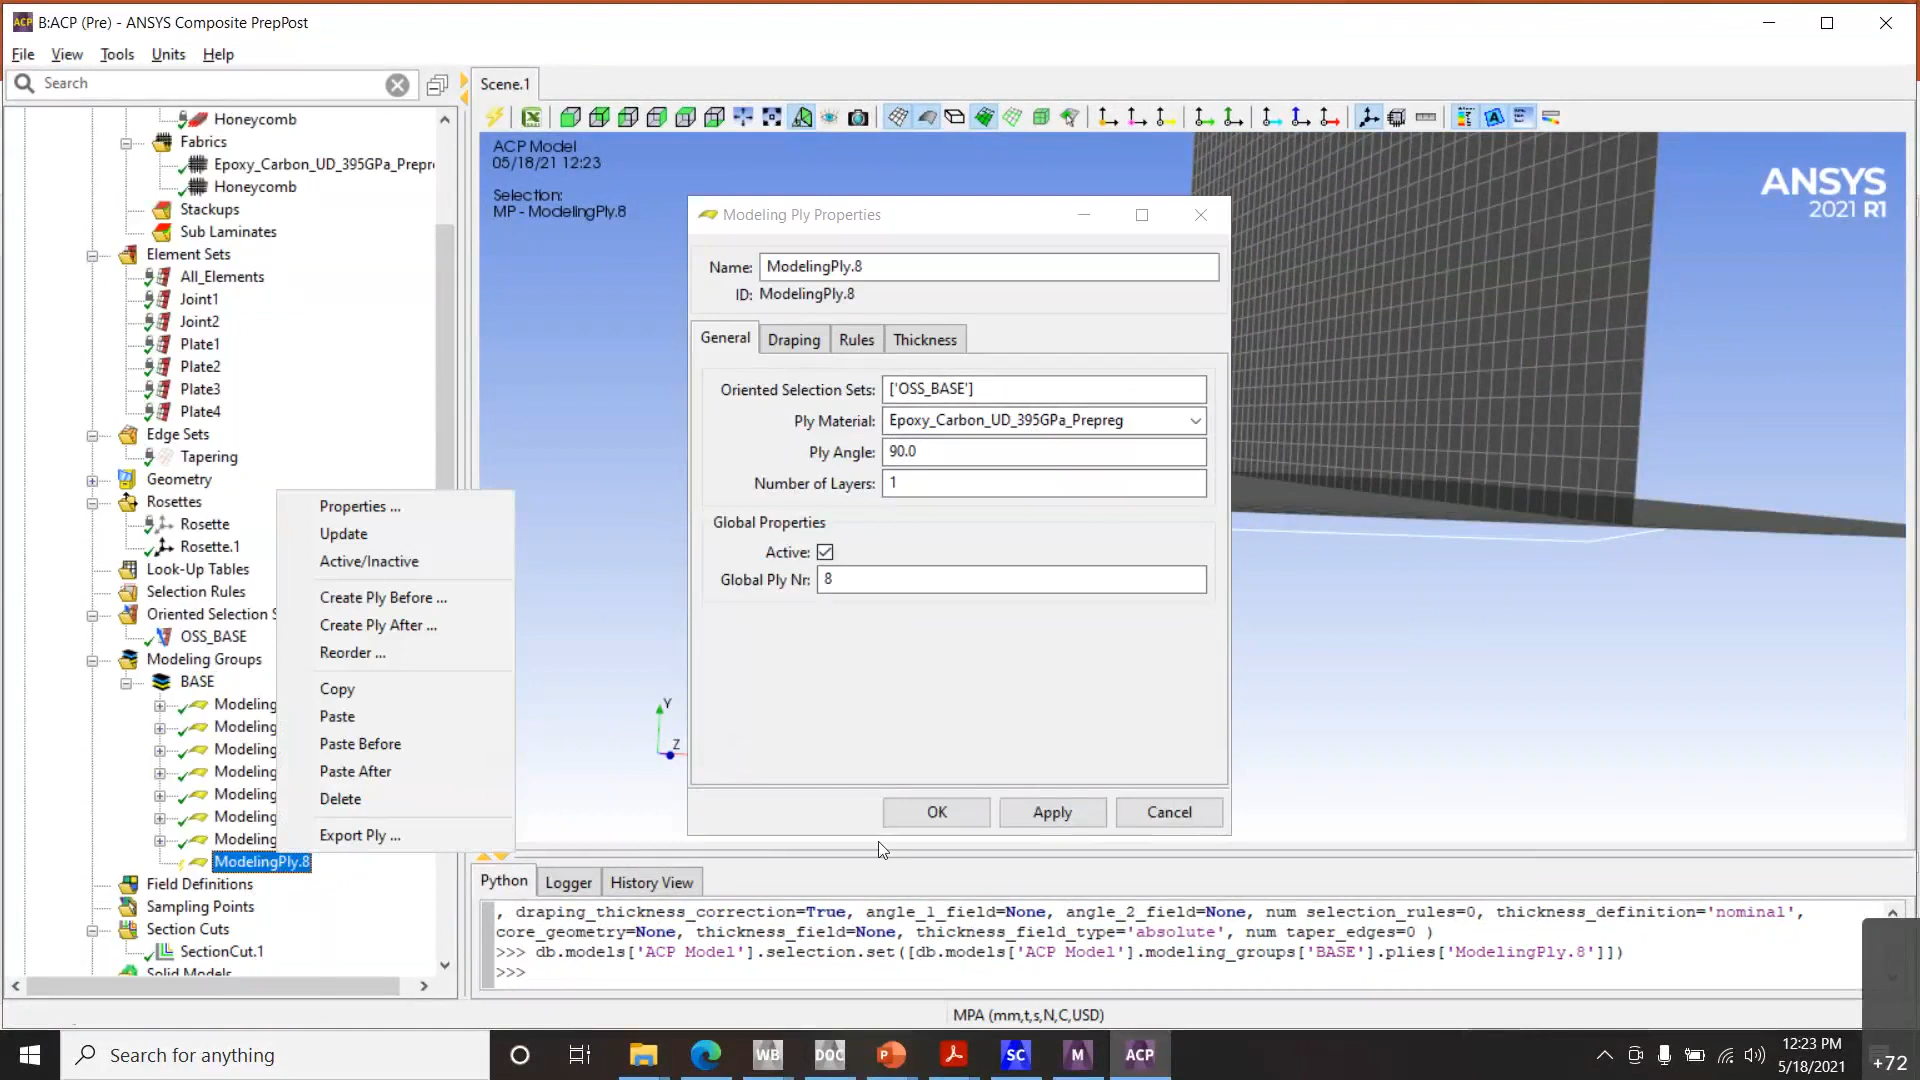 B:ACP (Pre) - ANSYS Composite PrepPost
File View Tools Units Help
Search
Scene.1
Honeycomb
Fabrics
Epoxy_Carbon_UD_395GPa_Prepr
Honeycomb
Stackups
Sub Laminates
Element Sets
All_Elements
Joint1
Joint2
Plate1
Plate2
Plate3
Plate4
Edge Sets
Tapering
Geometry
Rosettes
Rosette
Rosette.1
Look-Up Tables
Selection Rules
Oriented Selection S
OSS_BASE
Modeling Groups
BASE
Modeling
Modeling
Modeling
Modeling
Modeling
Modeling
Modeling
ModelingPly.8
Field Definitions
Sampling Points
Section Cuts
SectionCut.1
Solid Models
Properties ...
Update
Active/Inactive
Create Ply Before ...
Create Ply After ...
Reorder ...
Copy
Paste
Paste Before
Paste After
Delete
Export Ply ...
ACP Model
05/18/21 12:23
Selection:
MP - ModelingPly.8
ANSYS
2021 R1
Y
Z
Modeling Ply Properties
Name: ModelingPly.8
ID: ModelingPly.8
General Draping Rules Thickness
Oriented Selection Sets: ['OSS_BASE']
Ply Material: Epoxy_Carbon_UD_395GPa_Prepreg
Ply Angle: 90.0
Number of Layers: 1
Global Properties
Active:
Global Ply Nr: 8
OK Apply Cancel
Python Logger History View
, draping_thickness_correction=True, angle_1_field=None, angle_2_field=None, num selection_rules=0, thickness_definition='nominal',
core_geometry=None, thickness_field=None, thickness_field_type='absolute', num taper_edges=0 )
>>> db.models['ACP Model'].selection.set([db.models['ACP Model'].modeling_groups['BASE'].plies['ModelingPly.8']])
>>>
MPA (mm,t,s,N,C,USD)
Search for anything
WB DOC P SC M ACP
12:23 PM
5/18/2021
+72